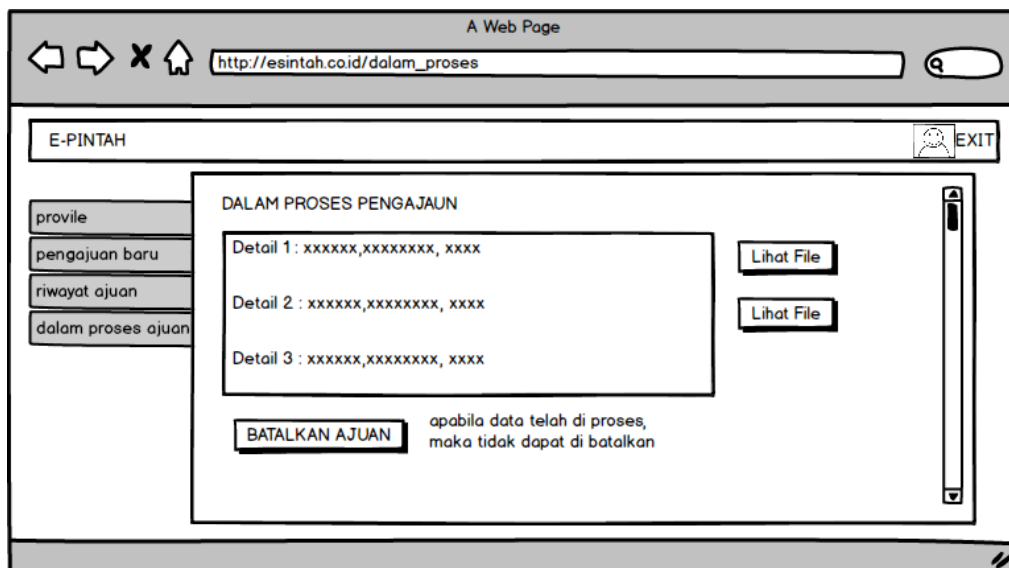 A Web Page
http://esintah.co.id/dalam_proses
E-PINTAH
EXIT
provile
pengajuan baru
riwayat ajuan
dalam proses ajuan
DALAM PROSES PENGAJAUN
Detail 1 : xxxxxx,xxxxxxxx, xxxx
Lihat File
Detail 2 : xxxxxx,xxxxxxxx, xxxx
Lihat File
Detail 3 : xxxxxx,xxxxxxxx, xxxx
BATALKAN AJUAN
apabila data telah di proses,
maka tidak dapat di batalkan